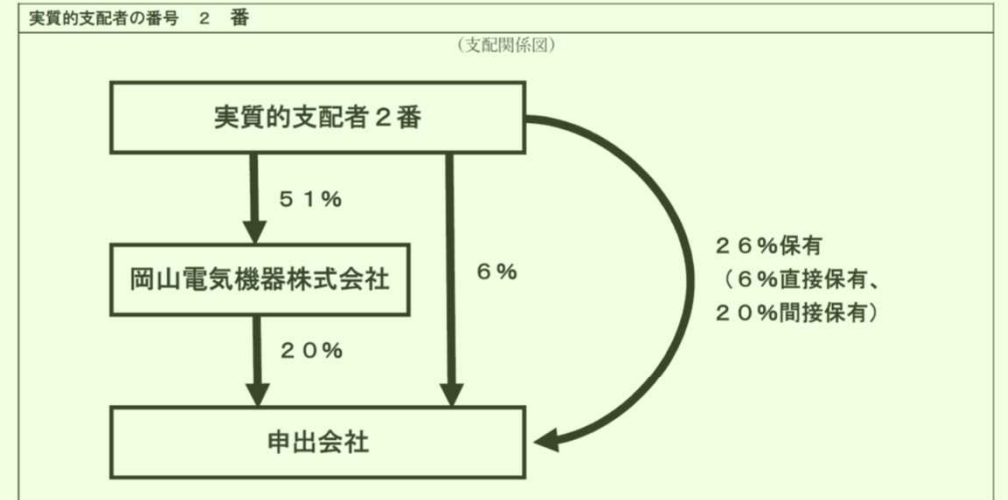 実質的支配者の番号　２　番
（支配関係図）
実質的支配者２番
５１％
岡山電気機器株式会社
６％
２６％保有
（６％直接保有、
２０％間接保有）
２０％
申出会社